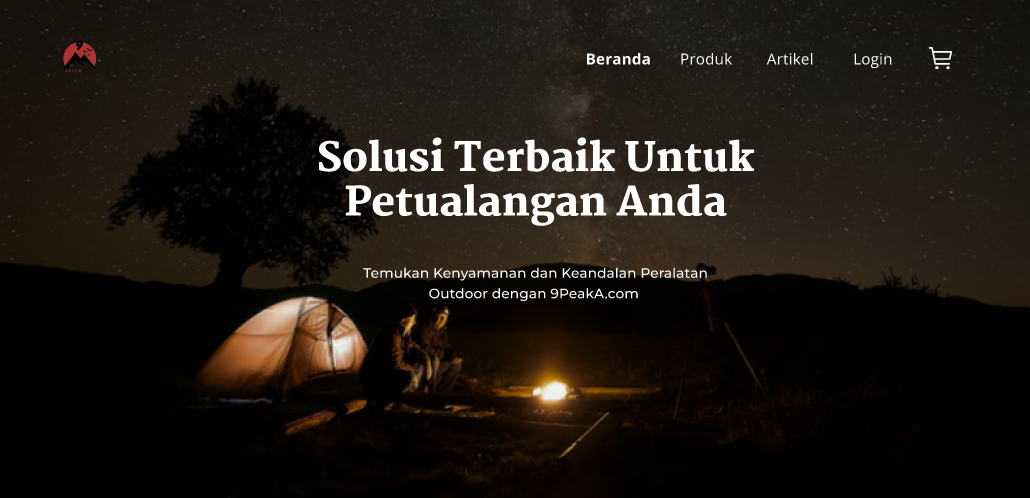 Beranda Produk Artikel Login
Solusi Terbaik Untuk
Petualangan Anda
Temukan Kenyamanan dan Keandalan Peralatan
Outdoor dengan 9PeakA.com